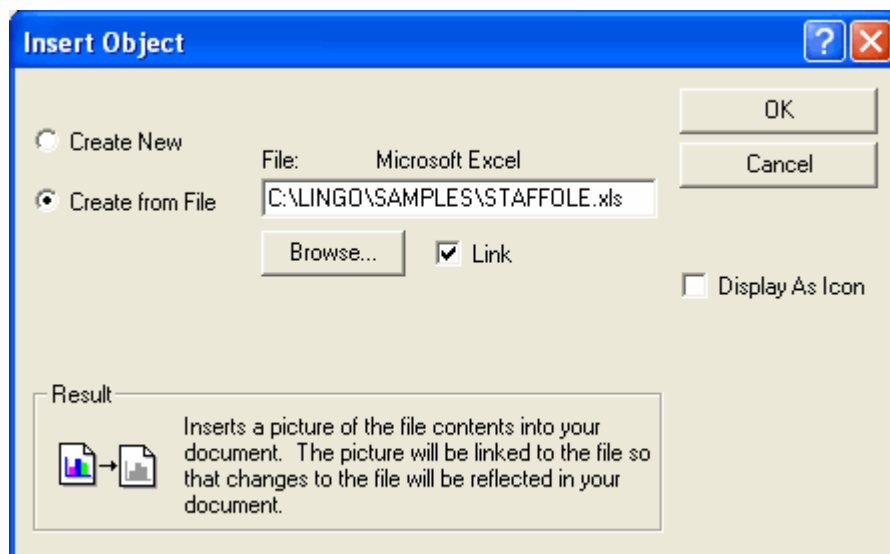 Insert Object
OK
Create New
File: Microsoft Excel
Cancel
Create from File
C:\LINGO\SAMPLES\STAFFOLE.xls
Browse...
Link
Display As Icon
Result
Inserts a picture of the file contents into your
document. The picture will be linked to the file so
that changes to the file will be reflected in your
document.